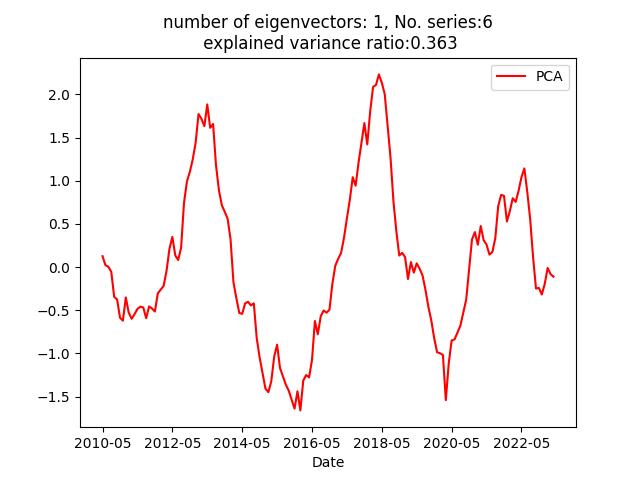 number of eigenvectors: 1, No. series:6
explained variance ratio:0.363
PCA
2.0
1.5
1.0
0.5
0.0
−0.5
−1.0
−1.5
2010-05 2012-05 2014-05 2016-05 2018-05 2020-05 2022-05
Date